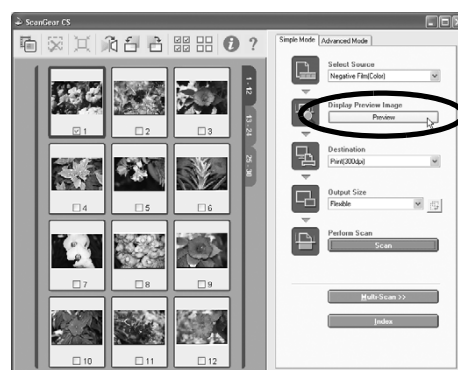 ScanGear CS
Simple Mode
Advanced Mode
Select Source
Negative Film(Color)
Display Preview Image
Preview
Destination
Print(300dpi)
Output Size
Flexible
Perform Scan
Scan
Multi-Scan >>
Index
1 - 12
13 - 24
25 - 30
1
2
3
4
5
6
7
8
9
10
11
12